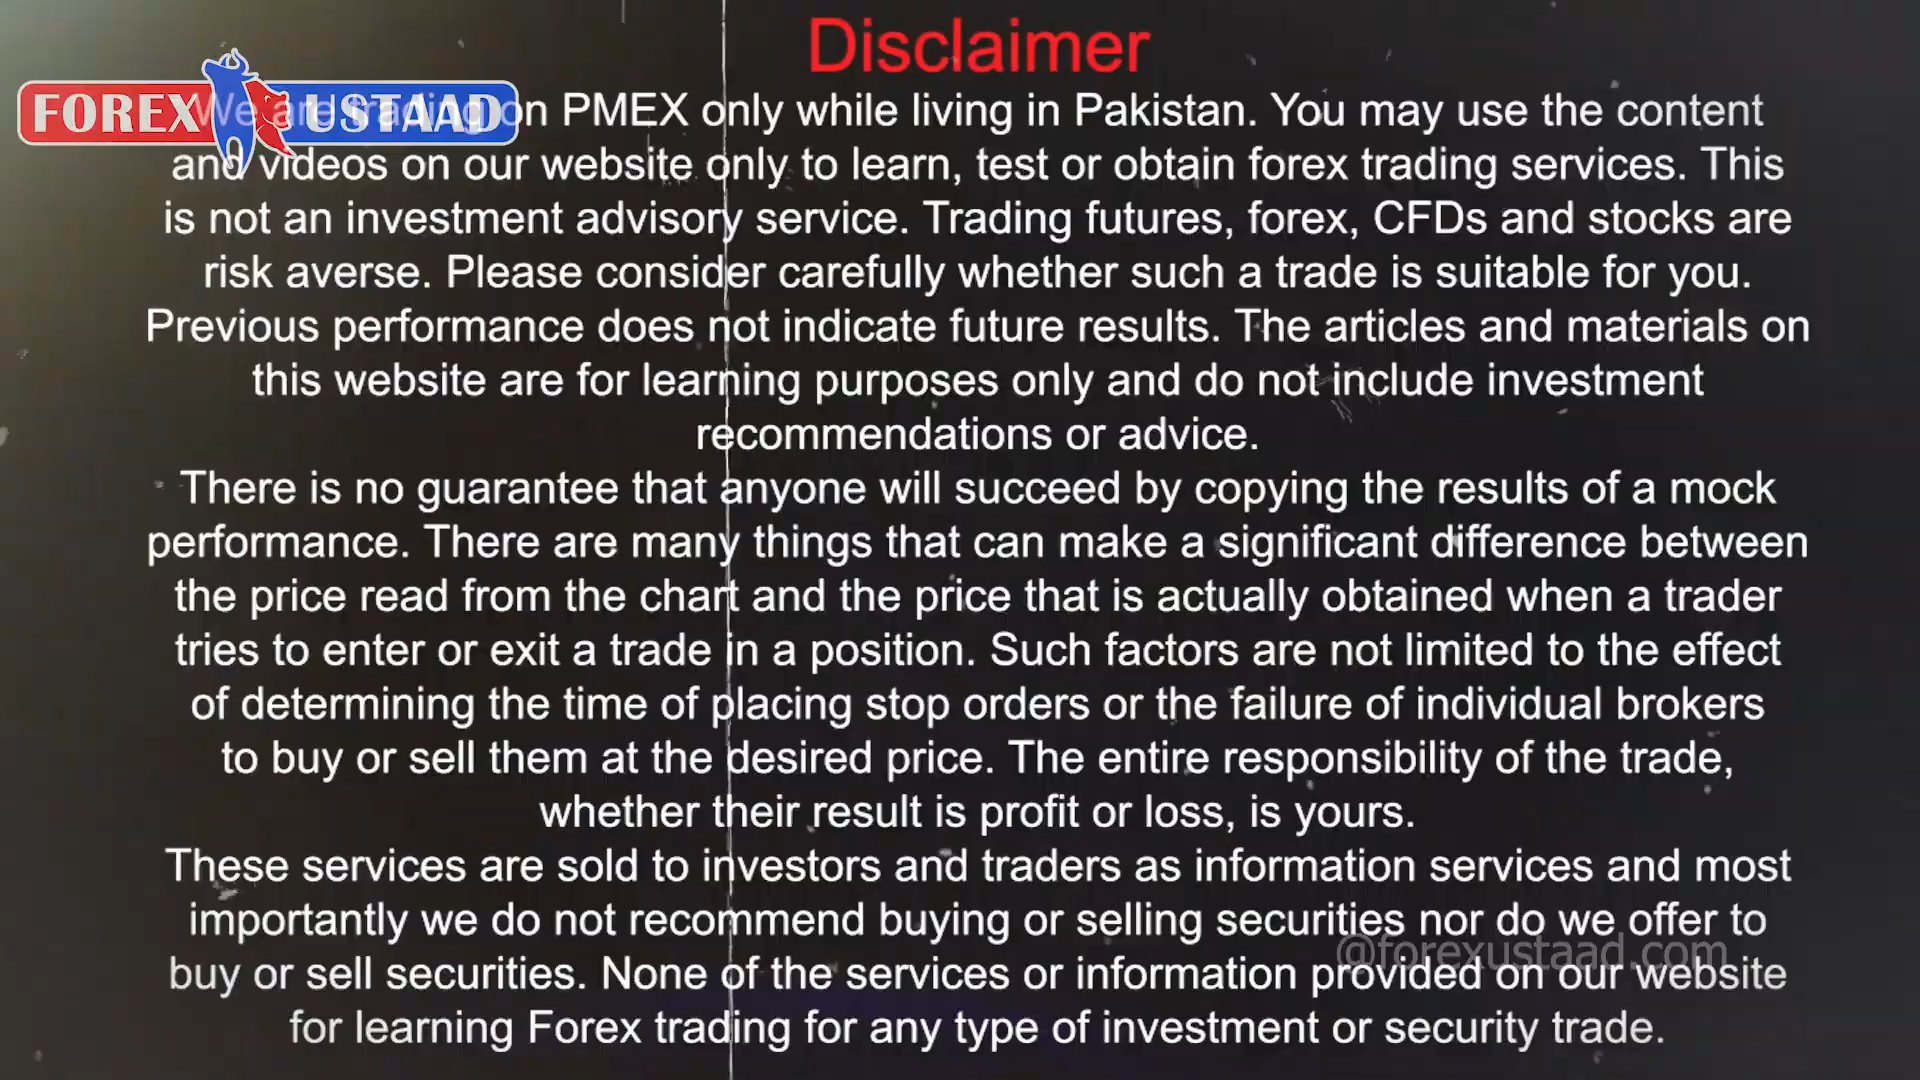 Disclaimer
FOREX USTAAD
We are trading on PMEX only while living in Pakistan. You may use the content
and videos on our website only to learn, test or obtain forex trading services. This
is not an investment advisory service. Trading futures, forex, CFDs and stocks are
risk averse. Please consider carefully whether such a trade is suitable for you.
Previous performance does not indicate future results. The articles and materials on
this website are for learning purposes only and do not include investment
recommendations or advice.
There is no guarantee that anyone will succeed by copying the results of a mock
performance. There are many things that can make a significant difference between
the price read from the chart and the price that is actually obtained when a trader
tries to enter or exit a trade in a position. Such factors are not limited to the effect
of determining the time of placing stop orders or the failure of individual brokers
to buy or sell them at the desired price. The entire responsibility of the trade,
whether their result is profit or loss, is yours.
These services are sold to investors and traders as information services and most
importantly we do not recommend buying or selling securities nor do we offer to
@forexustaad.com
buy or sell securities. None of the services or information provided on our website
for learning Forex trading for any type of investment or security trade.